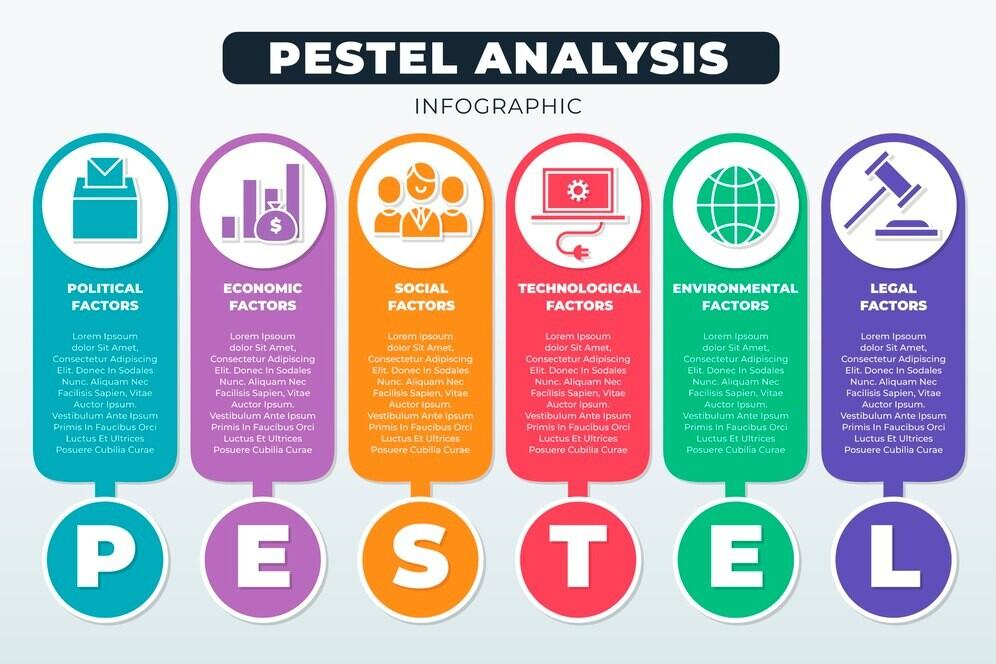 PESTEL ANALYSIS
INFOGRAPHIC
$
POLITICAL
FACTORS
Lorem Ipsoum
dolor Sit Amet,
Consectetur Adipiscing
Elit. Donec In Sodales
Nunc. Aliquam Nec
Facilisis Sapien, Vitae
Auctor Ipsum.
Vestibulum Ante Ipsum
Primis In Faucibus Orci
Luctus Et Ultrices
Posuere Cubilia Curae
ECONOMIC
FACTORS
Lorem Ipsoum
dolor Sit Amet,
Consectetur Adipiscing
Elit. Donec In Sodales
Nunc. Aliquam Nec
Facilisis Sapien, Vitae
Auctor Ipsum.
Vestibulum Ante Ipsum
Primis In Faucibus Orci
Luctus Et Ultrices
Posuere Cubilia Curae
SOCIAL
FACTORS
Lorem Ipsoum
dolor Sit Amet,
Consectetur Adipiscing
Elit. Donec In Sodales
Nunc. Aliquam Nec
Facilisis Sapien, Vitae
Auctor Ipsum.
Vestibulum Ante Ipsum
Primis In Faucibus Orci
Luctus Et Ultrices
Posuere Cubilia Curae
TECHNOLOGICAL
FACTORS
Lorem Ipsoum
dolor Sit Amet,
Consectetur Adipiscing
Elit. Donec In Sodales
Nunc. Aliquam Nec
Facilisis Sapien, Vitae
Auctor Ipsum.
Vestibulum Ante Ipsum
Primis In Faucibus Orci
Luctus Et Ultrices
Posuere Cubilia Curae
ENVIRONMENTAL
FACTORS
Lorem Ipsoum
dolor Sit Amet,
Consectetur Adipiscing
Elit. Donec In Sodales
Nunc. Aliquam Nec
Facilisis Sapien, Vitae
Auctor Ipsum.
Vestibulum Ante Ipsum
Primis In Faucibus Orci
Luctus Et Ultrices
Posuere Cubilia Curae
LEGAL
FACTORS
Lorem Ipsoum
dolor Sit Amet,
Consectetur Adipiscing
Elit. Donec In Sodales
Nunc. Aliquam Nec
Facilisis Sapien, Vitae
Auctor Ipsum.
Vestibulum Ante Ipsum
Primis In Faucibus Orci
Luctus Et Ultrices
Posuere Cubilia Curae
P E S T E L